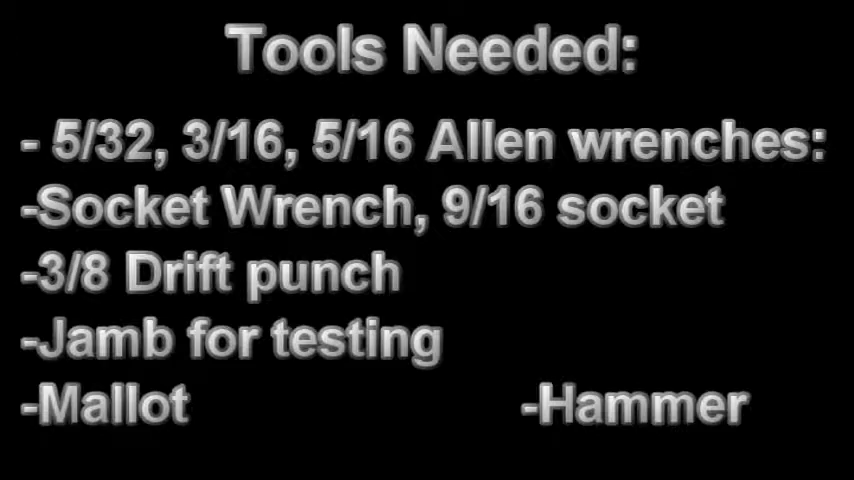 Tools Needed:
- 5/32, 3/16, 5/16 Allen wrenches:
-Socket Wrench, 9/16 socket
-3/8 Drift punch
-Jamb for testing
-Mallot -Hammer